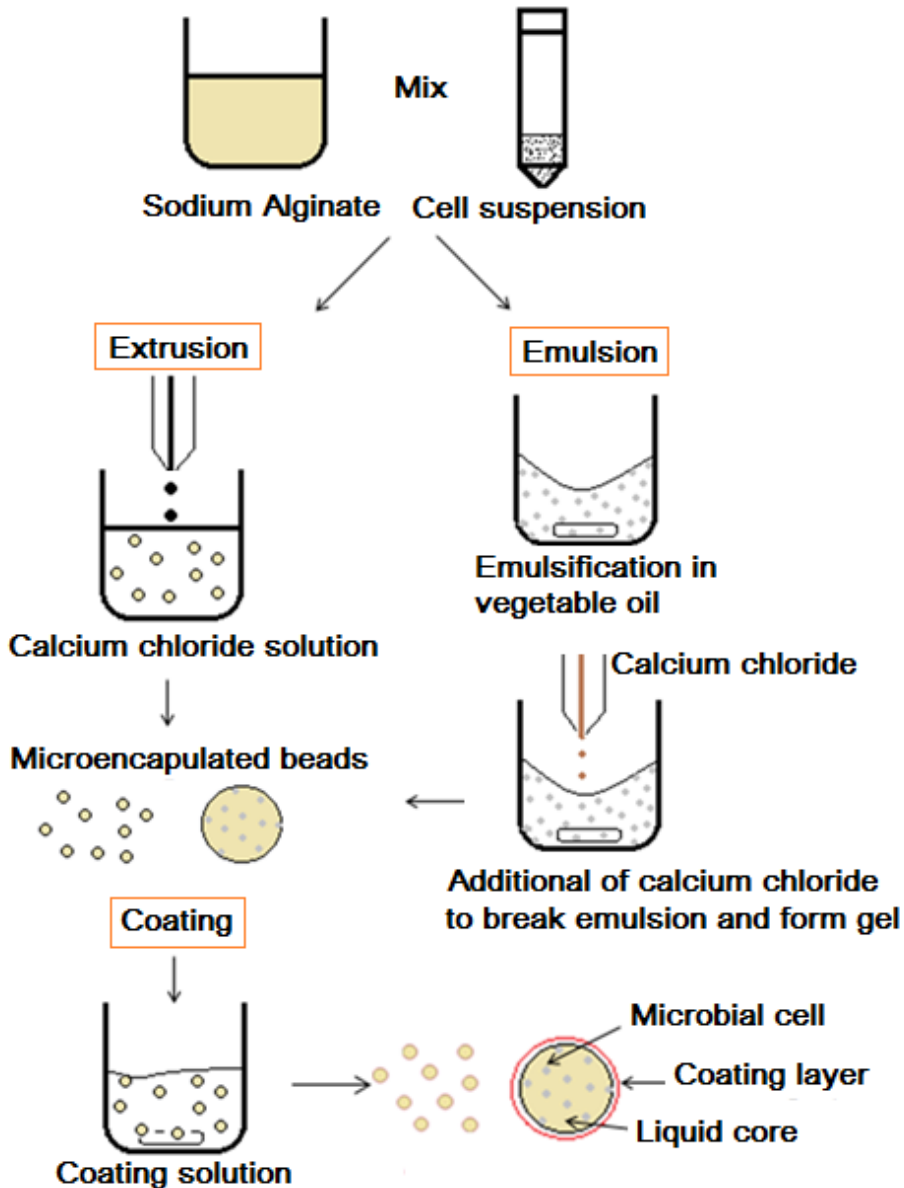 Mix
Sodium Alginate
Cell suspension
Extrusion
Emulsion
Emulsification in
vegetable oil
Calcium chloride solution
Calcium chloride
Microencapulated beads
Additional of calcium chloride
to break emulsion and form gel
Coating
Microbial cell
Coating layer
Liquid core
Coating solution